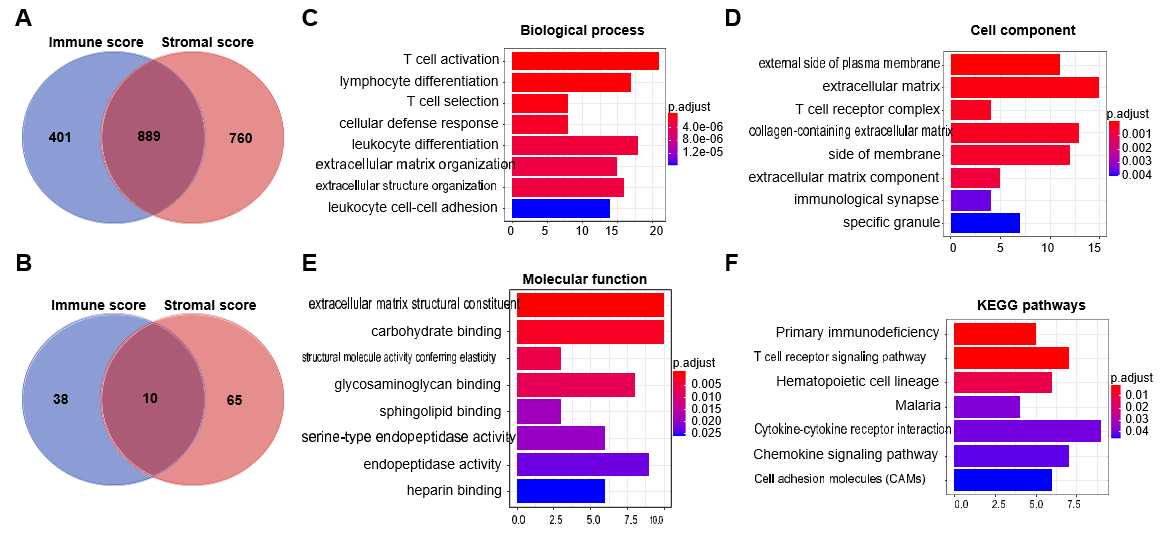 A
Immune score Stromal score
401 889 760
B
Immune score Stromal score
38 10 65
C
Biological process
T cell activation
lymphocyte differentiation
T cell selection
cellular defense response
leukocyte differentiation
extracellular matrix organization
extracellular structure organization
leukocyte cell-cell adhesion
0 5 10 15 20
p.adjust
4.0e-06
8.0e-06
1.2e-05
D
Cell component
external side of plasma membrane
extracellular matrix
T cell receptor complex
collagen-containing extracellular matrix
side of membrane
extracellular matrix component
immunological synapse
specific granule
0 5 10 15
p.adjust
0.001
0.002
0.003
0.004
E
Molecular function
extracellular matrix structural constituent
carbohydrate binding
structural molecule activity conferring elasticity
glycosaminoglycan binding
sphingolipid binding
serine-type endopeptidase activity
endopeptidase activity
heparin binding
0.0 2.5 5.0 7.5 10.0
p.adjust
0.005
0.010
0.015
0.020
0.025
F
KEGG pathways
Primary immunodeficiency
T cell receptor signaling pathway
Hematopoietic cell lineage
Malaria
Cytokine-cytokine receptor interaction
Chemokine signaling pathway
Cell adhesion molecules (CAMs)
0.0 2.5 5.0 7.5
p.adjust
0.01
0.02
0.03
0.04